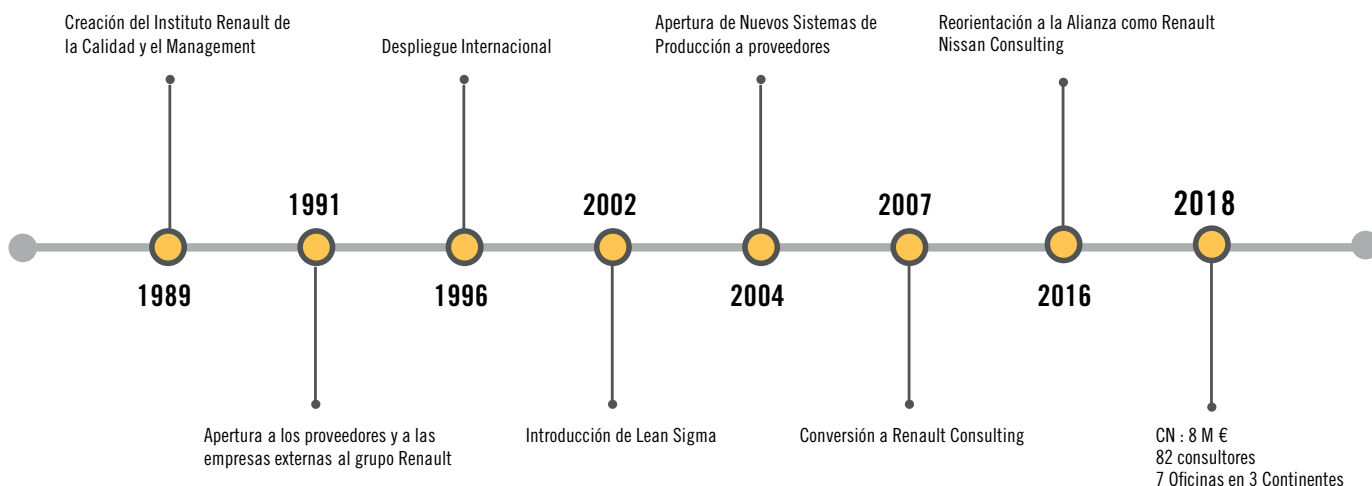 Creación del Instituto Renault de
la Calidad y el Management
Despliegue Internacional
Apertura de Nuevos Sistemas de
Producción a proveedores
Reorientación a la Alianza como Renault
Nissan Consulting
1991
2002
2007
2018
1989
1996
2004
2016
Apertura a los proveedores y a las
empresas externas al grupo Renault
Introducción de Lean Sigma
Conversión a Renault Consulting
CN : 8 M €
82 consultores
7 Oficinas en 3 Continentes